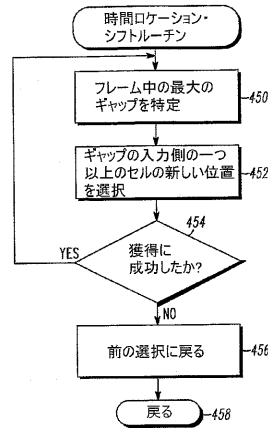 時間ロケーション・
シフトルーチン
フレーム中の最大の
ギャップを特定
450
ギャップの入力側の一つ
以上のセルの新しい位置
を選択
452
454
獲得に
成功したか?
YES
NO
前の選択に戻る
456
戻る
458